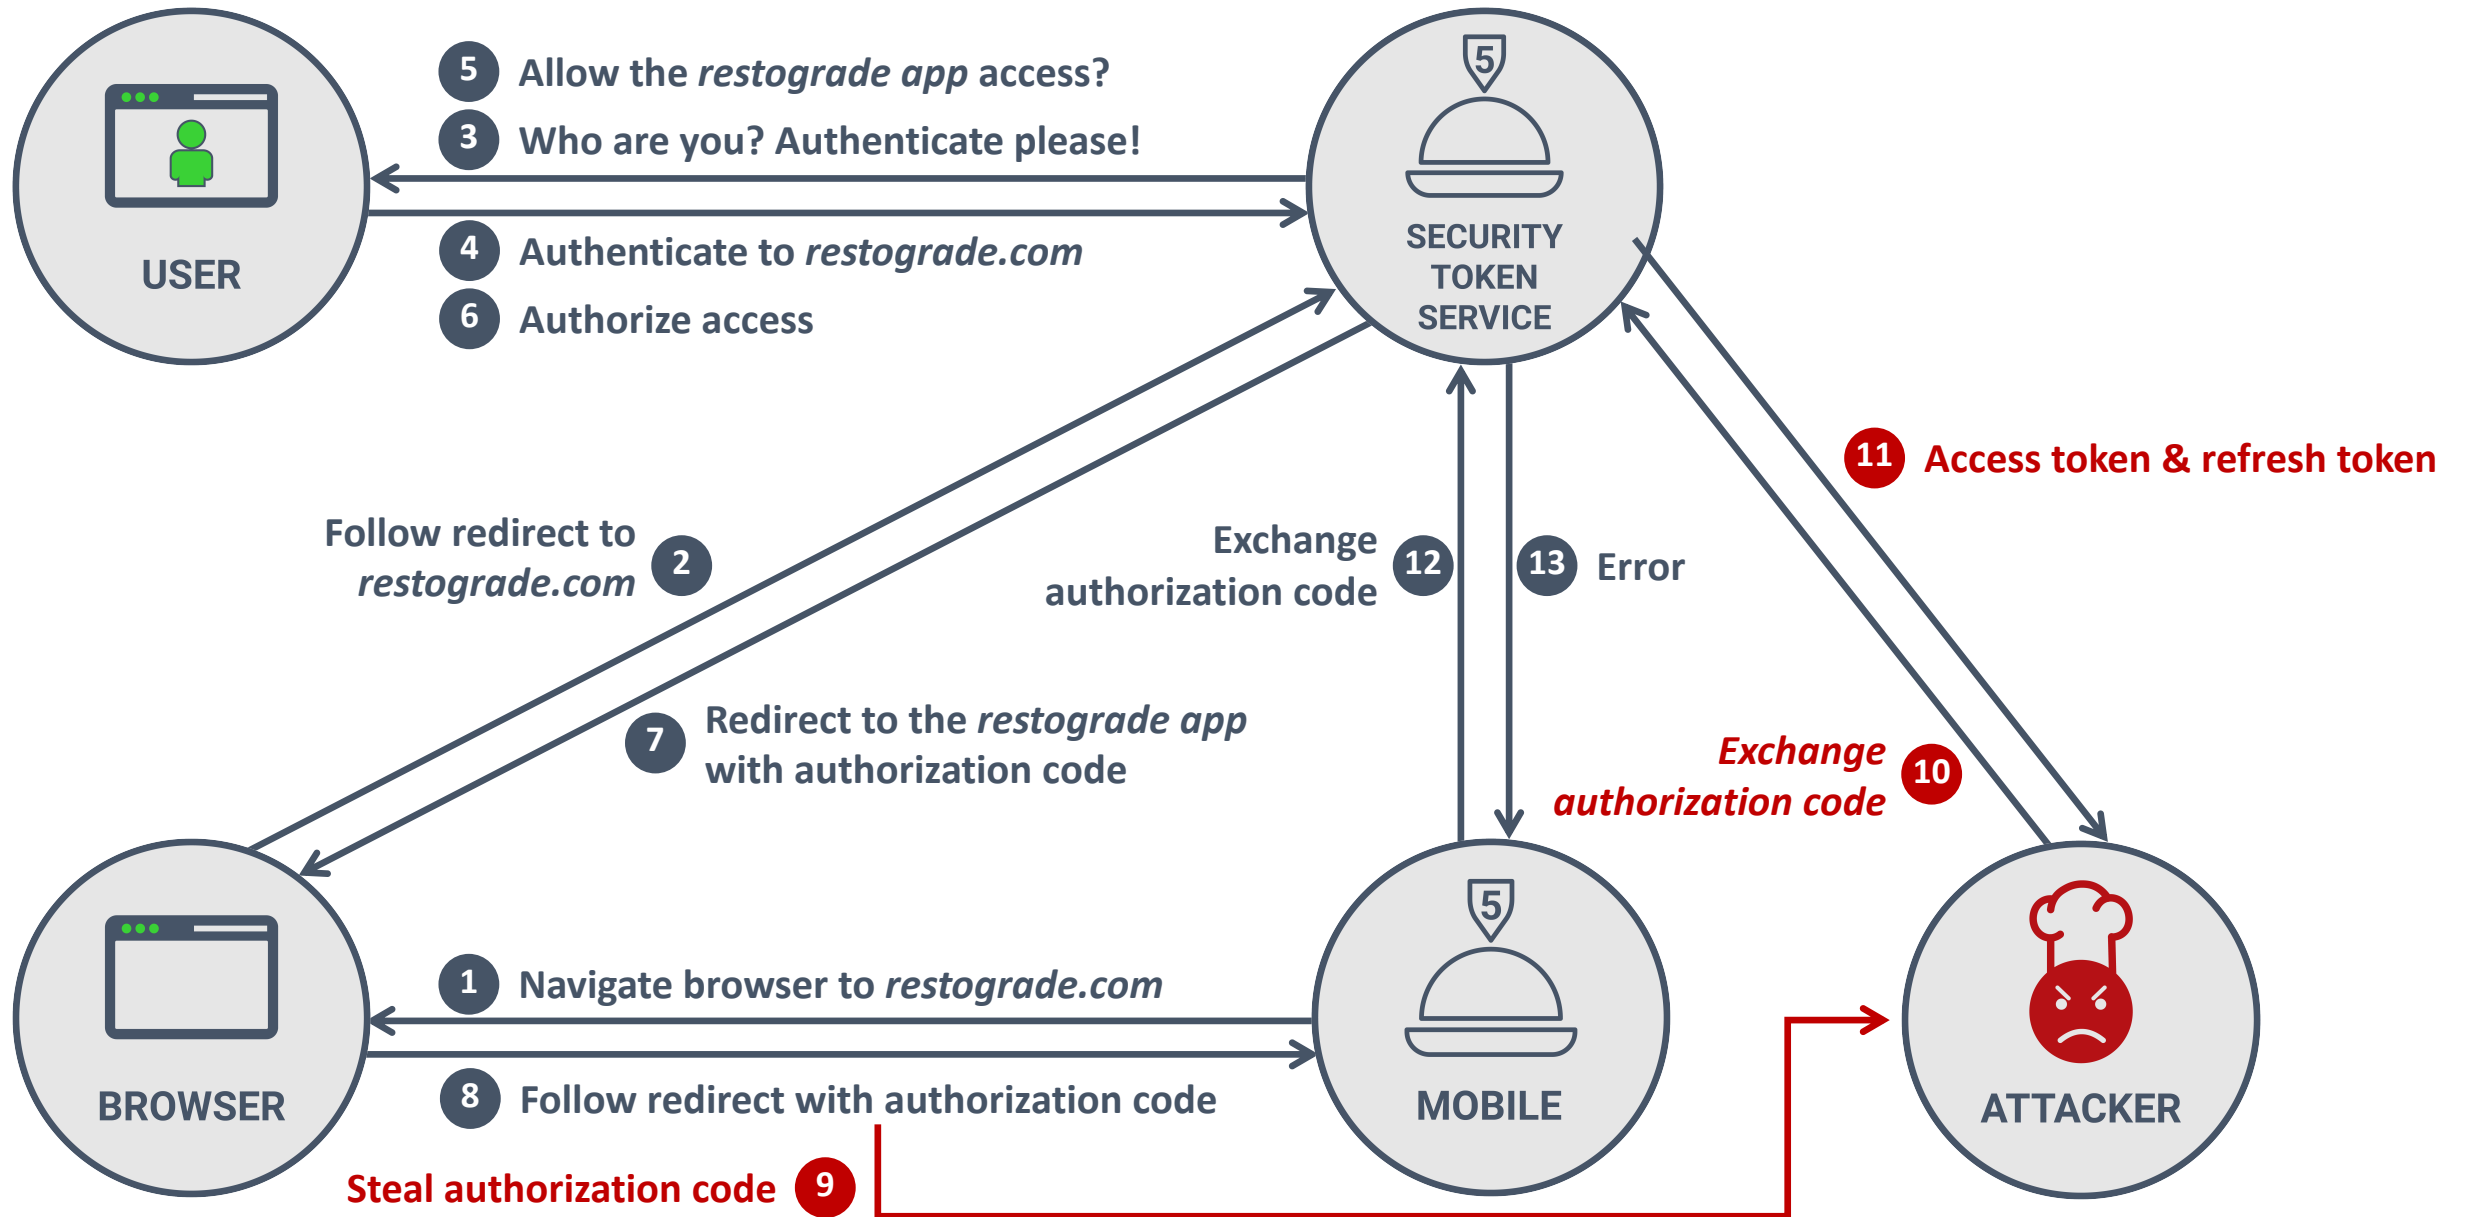 5 Allow the restograde app access?
3 Who are you? Authenticate please!
4 Authenticate to restograde.com
6 Authorize access
USER
5
SECURITY
TOKEN
SERVICE
11 Access token & refresh token
Follow redirect to
restograde.com
2
Exchange
authorization code
12
13 Error
7
Redirect to the restograde app
with authorization code
Exchange
authorization code
10
1 Navigate browser to restograde.com
8 Follow redirect with authorization code
BROWSER
5
MOBILE
ATTACKER
Steal authorization code 9